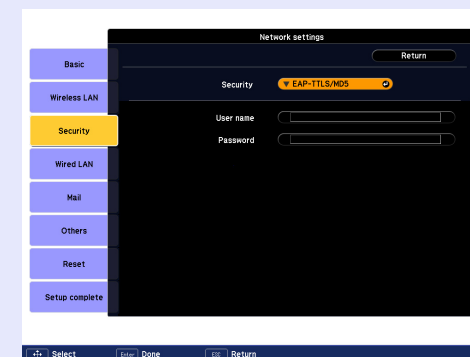 Network settings
Return
Basic
Security ▼ EAP-TTLS/MD5
Wireless LAN
User name
Security
Password
Wired LAN
Mail
Others
Reset
Setup complete
Select Enter Done ESC Return